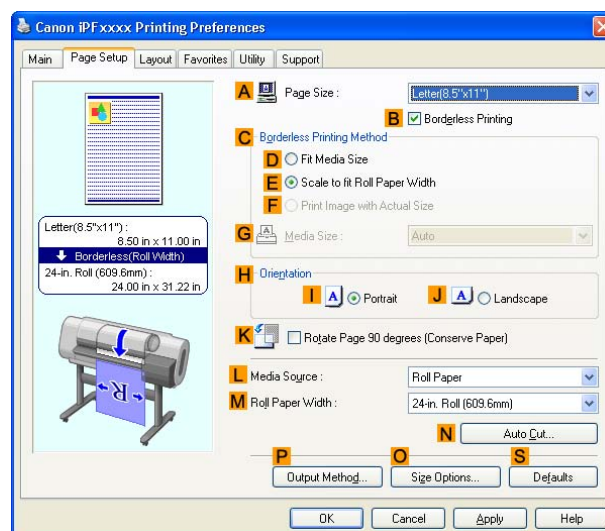 Canon iPFxxxx Printing Preferences
Main Page Setup Layout Favorites Utility Support
A Page Size : Letter(8.5"x11")
B Borderless Printing
C Borderless Printing Method
D Fit Media Size
E Scale to fit Roll Paper Width
F Print Image with Actual Size
G Media Size : Auto
Letter(8.5"x11") :
8.50 in x 11.00 in
Borderless(Roll Width)
24-in. Roll (609.6mm) :
24.00 in x 31.22 in
H Orientation
I A Portrait J A Landscape
K Rotate Page 90 degrees (Conserve Paper)
R
L Media Source : Roll Paper
M Roll Paper Width : 24-in. Roll (609.6mm)
N Auto Cut...
P O S
Output Method... Size Options... Defaults
OK Cancel Apply Help